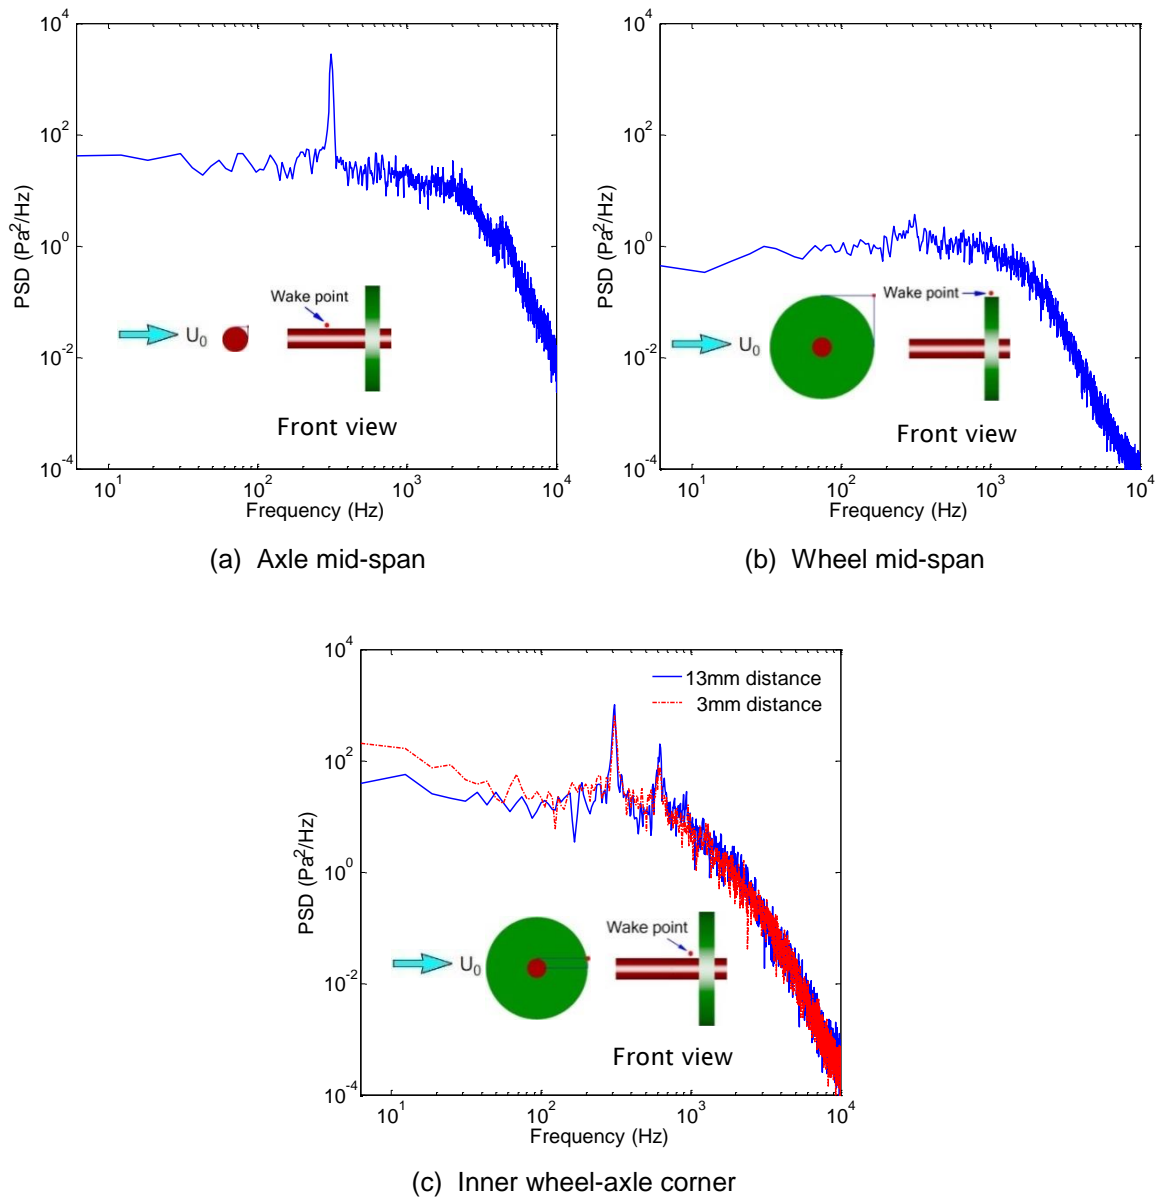 10^4
10^2
10^0
10^-2
10^-4
PSD (Pa^2/Hz)
Wake point
U_0
Front view
10^1
10^2
10^3
10^4
Frequency (Hz)
(a) Axle mid-span
10^4
10^2
10^0
10^-2
10^-4
PSD (Pa^2/Hz)
Wake point
U_0
Front view
10^1
10^2
10^3
10^4
Frequency (Hz)
(b) Wheel mid-span
10^4
10^2
10^0
10^-2
10^-4
PSD (Pa^2/Hz)
13mm distance
3mm distance
Wake point
U_0
Front view
10^1
10^2
10^3
10^4
Frequency (Hz)
(c) Inner wheel-axle corner